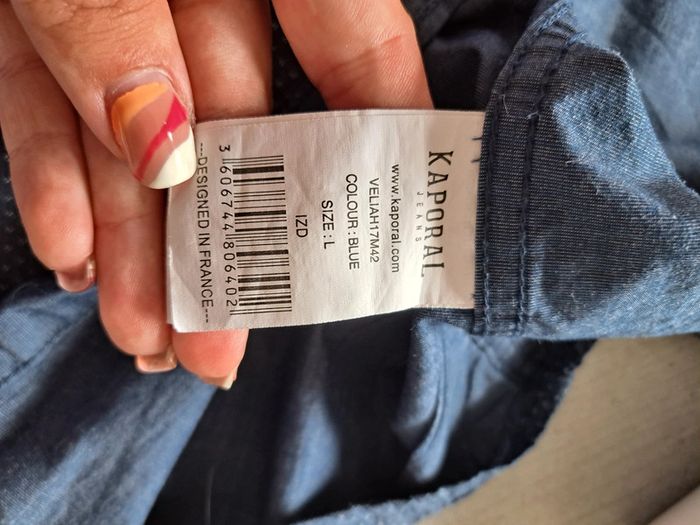 KAPORAL
JEANS
www.kaporal.com
VELIAH17M42
COLOUR : BLUE
SIZE : L
IZD
3 606744 806402
---DESIGNED IN FRANCE---